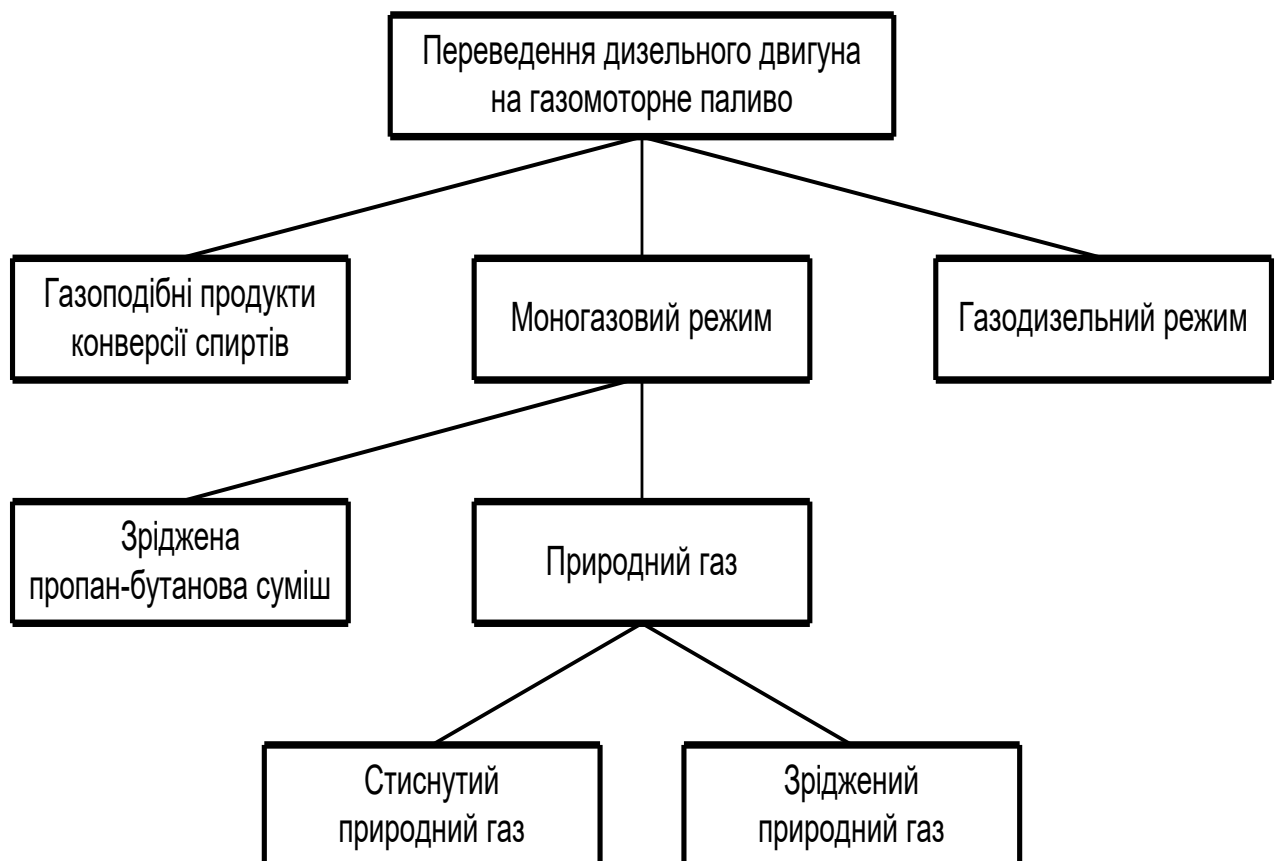 Переведення дизельного двигуна
на газомоторне паливо
Газоподібні продукти
конверсії спиртів
Моногазовий режим
Газодизельний режим
Зріджена
пропан-бутанова суміш
Природний газ
Стиснутий
природний газ
Зріджений
природний газ